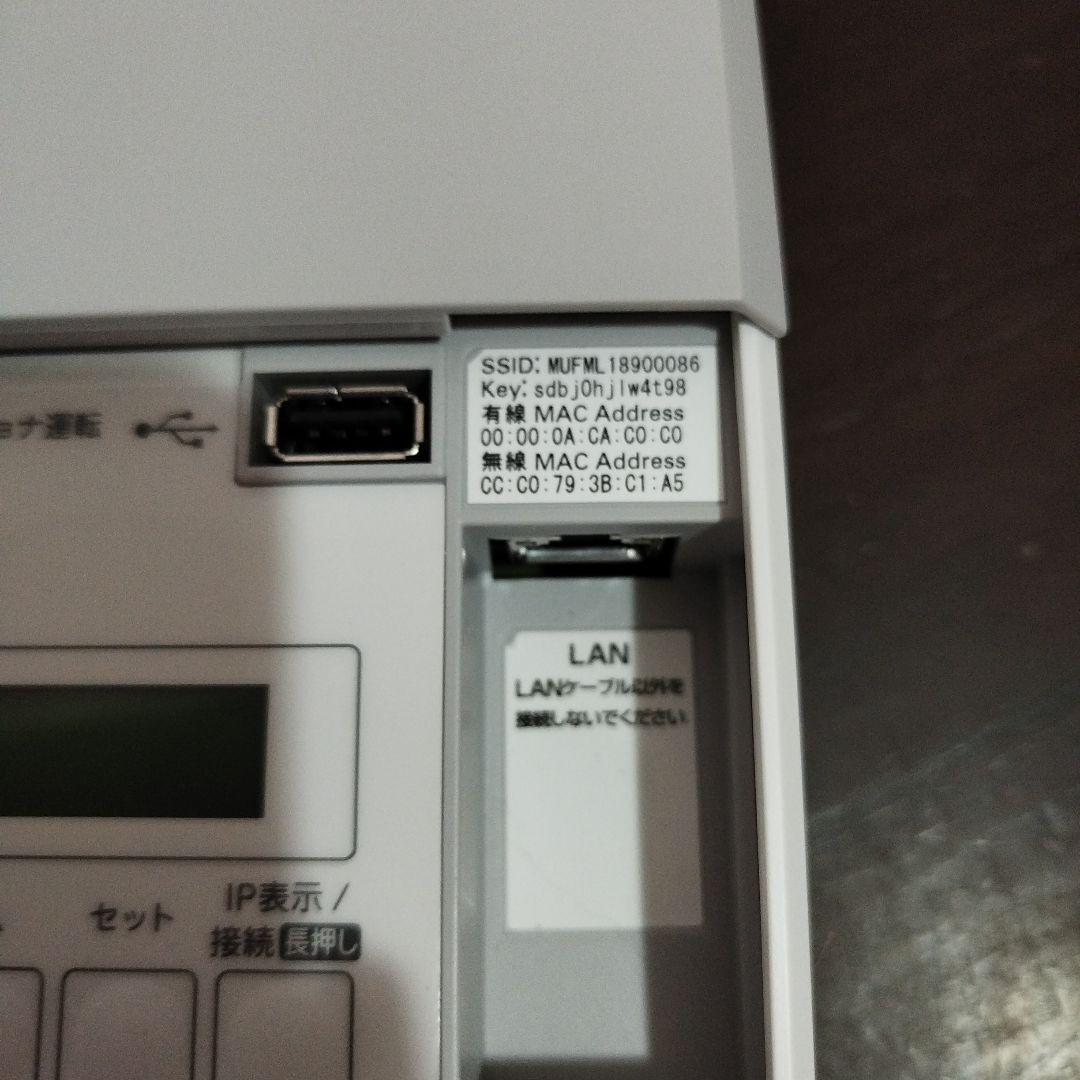 SSID: MUFML18900086
Key: sdbj0hjlw4t98
有線 MAC Address
00:00:0A:CA:C0:C0
無線 MAC Address
CC:C0:79:3B:C1:A5
ナ運転
LAN
LANケーブル以外を
接続しないでください
セット
IP表示 /
接続 長押し